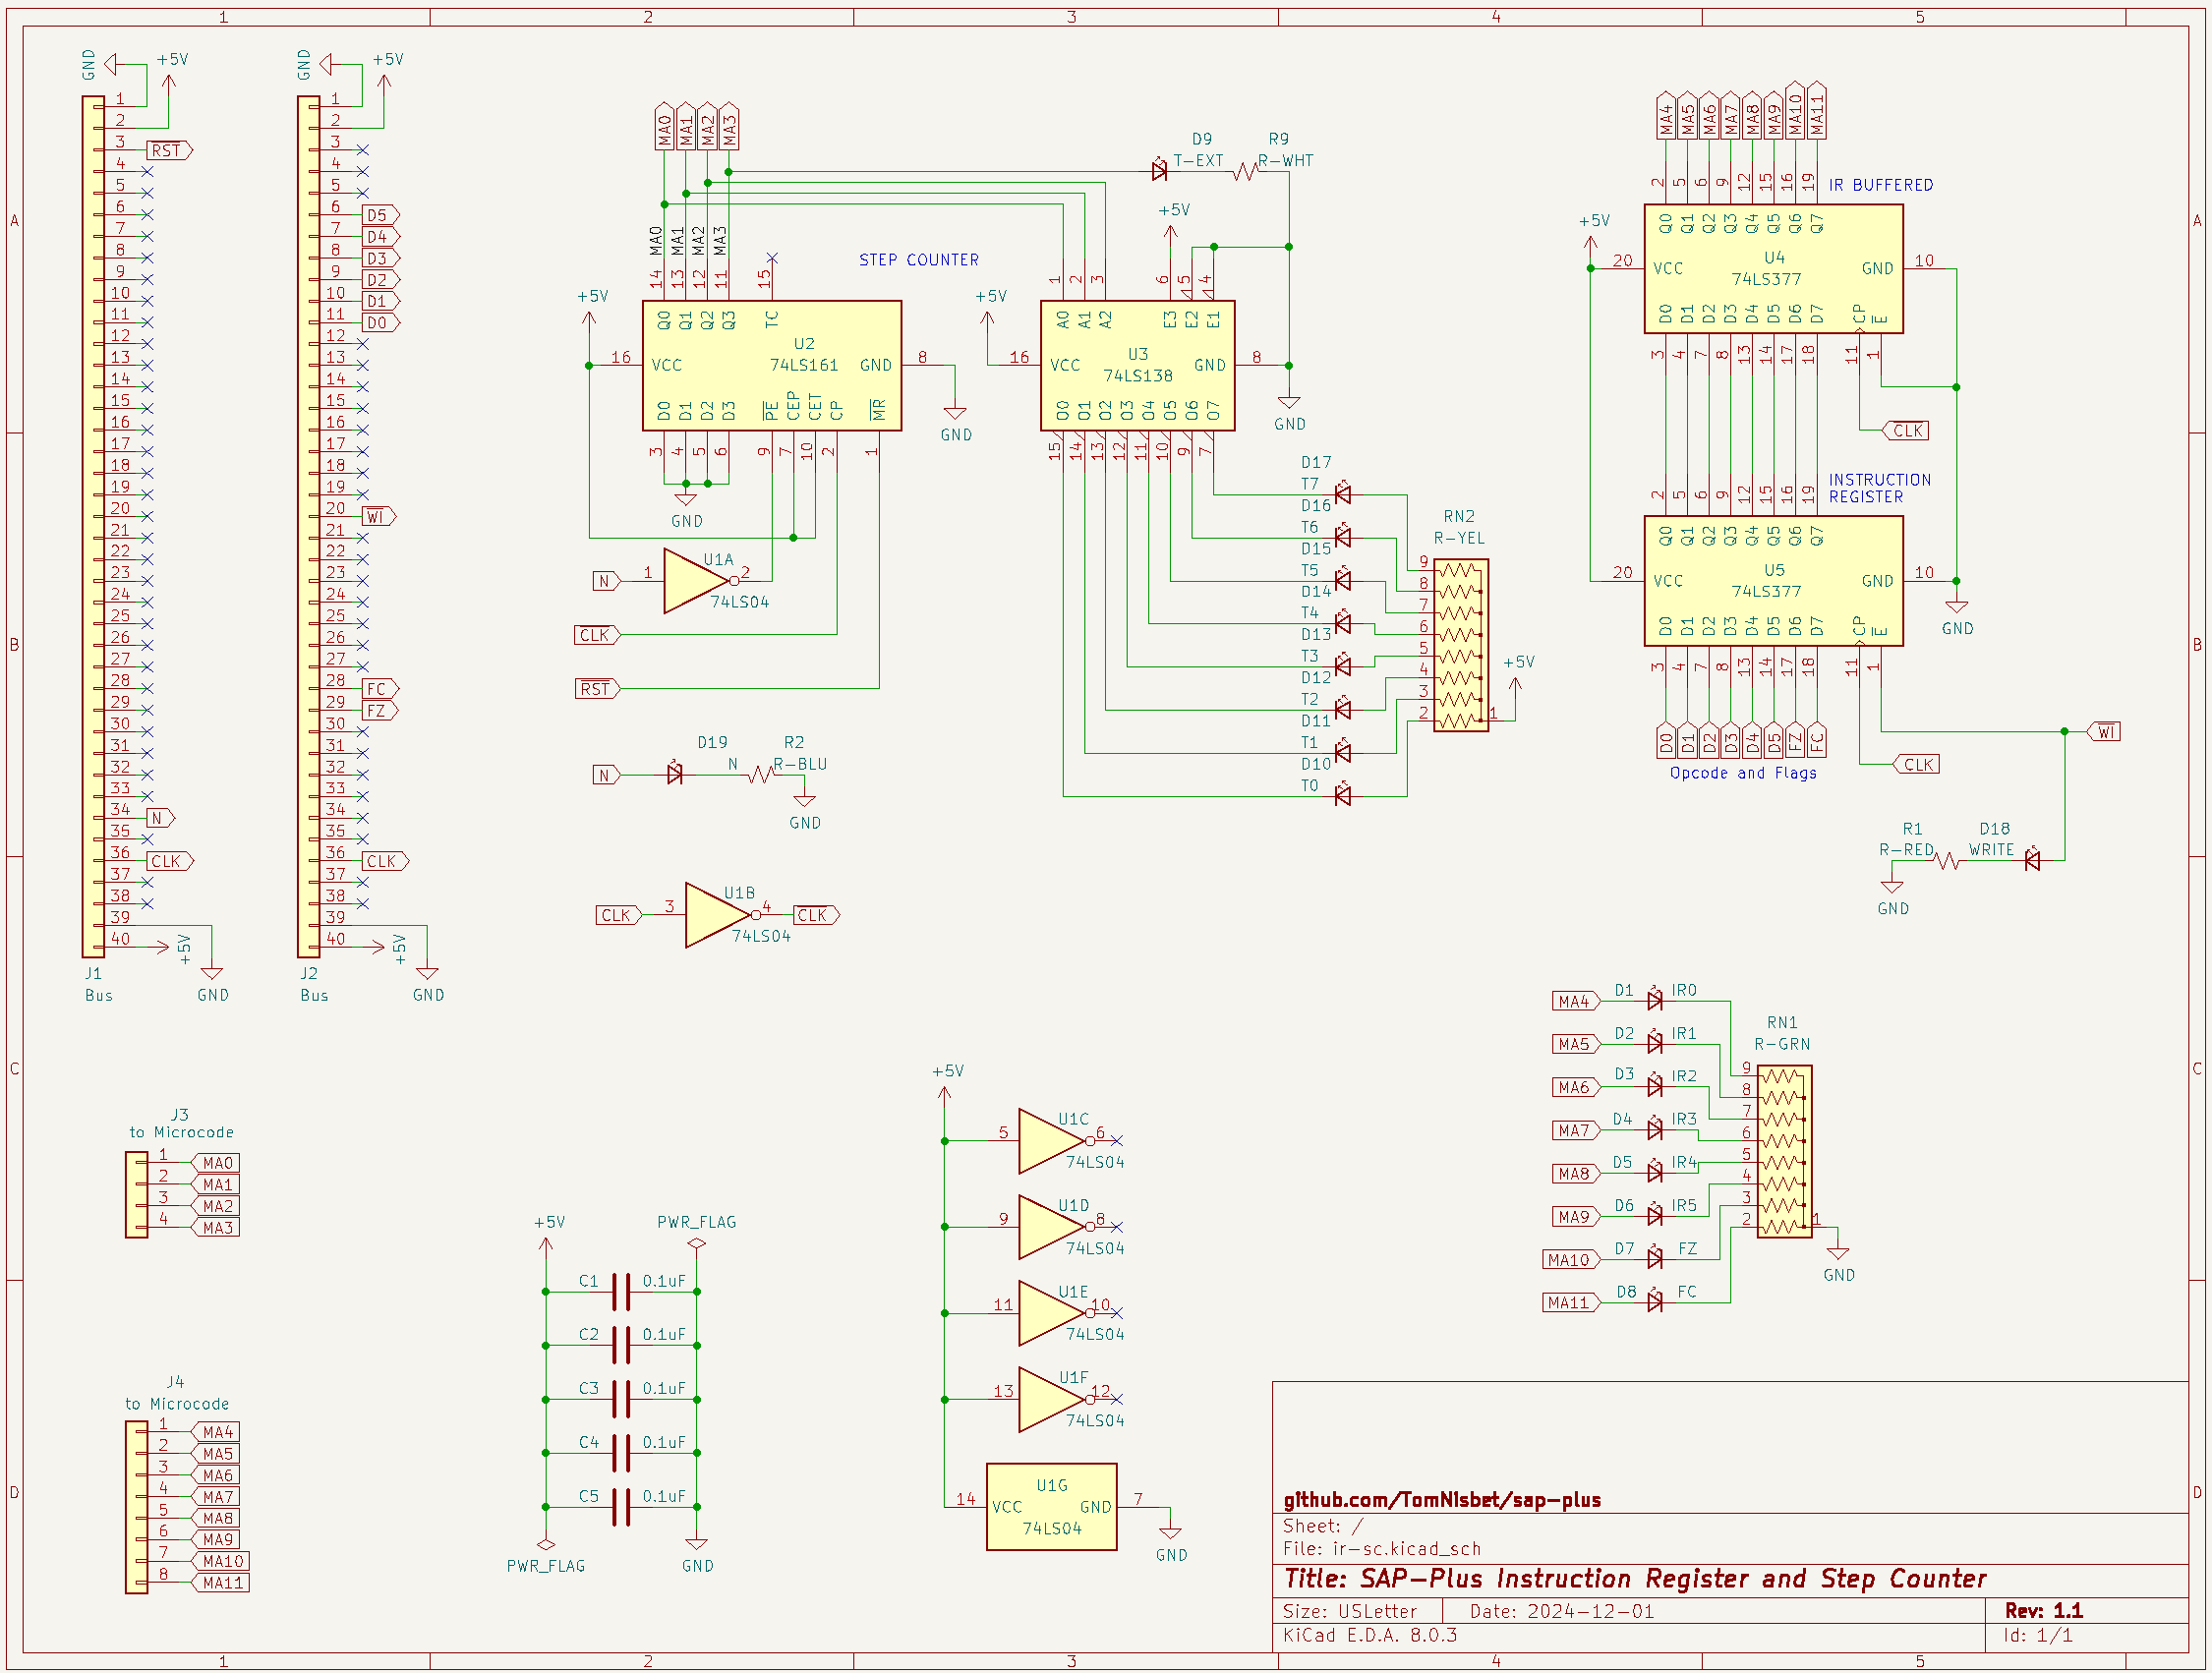 1 2 3 4 5
A
B
C
D
GND
+5V
1
2
3 RST
4
5
6
7
8
9
10
11
12
13
14
15
16
17
18
19
20
21
22
23
24
25
26
27
28
29
30
31
32
33
34 N
35
36 CLK
37
38
39
40 +5V
J1
Bus
GND
GND
+5V
1
2
3
4
5
6 D5
7 D4
8 D3
9 D2
10 D1
11 D0
12
13
14
15
16
17
18
19
20 WI
21
22
23
24
25
26
27
28 FC
29 FZ
30
31
32
33
34
35
36 CLK
37
38
39
40 +5V
J2
Bus
GND
MA0 MA1 MA2 MA3
MA0 MA1 MA2 MA3
14 13 12 11 15
STEP COUNTER
+5V
Q0 Q1 Q2 Q3 TC
U2
16 VCC 74LS161 GND 8
D0 D1 D2 D3 PE CEP CET CP MR
3 4 5 6 9 7 10 2 1
GND
GND
U1A
N 1 2
74LS04
CLK
RST
D19 R2
N N R-BLU
GND
U1B
CLK 3 4 CLK
74LS04
D9 R9
T-EXT R-WHT
+5V
+5V
1 2 3 6 5 4
A0 A1 A2 E3 E2 E1
U3
16 VCC 74LS138 GND 8
O0 O1 O2 O3 O4 O5 O6 O7
15 14 13 12 11 10 9 7
GND
D17
T7
D16
T6
D15
T5
D14
T4
D13
T3
D12
T2
D11
T1
D10
T0
RN2
R-YEL
9
8
7
6
5
4
3
2 1
+5V
MA4 MA5 MA6 MA7 MA8 MA9 MA10 MA11
2 5 6 9 12 15 16 19
IR BUFFERED
+5V
Q0 Q1 Q2 Q3 Q4 Q5 Q6 Q7
U4
20 VCC 74LS377 GND 10
D0 D1 D2 D3 D4 D5 D6 D7 CP E
3 4 7 8 13 14 17 18 11 1
CLK
INSTRUCTION
REGISTER
2 5 6 9 12 15 16 19
Q0 Q1 Q2 Q3 Q4 Q5 Q6 Q7
U5
20 VCC 74LS377 GND 10
D0 D1 D2 D3 D4 D5 D6 D7 CP E
GND
3 4 7 8 13 14 17 18 11 1
D0 D1 D2 D3 D4 D5 FZ FC
WI
CLK
Opcode and Flags
R1 D18
R-RED WRITE
GND
J3
to Microcode
1 MA0
2 MA1
3 MA2
4 MA3
J4
to Microcode
1 MA4
2 MA5
3 MA6
4 MA7
5 MA8
6 MA9
7 MA10
8 MA11
+5V PWR_FLAG
C1 0.1uF
C2 0.1uF
C3 0.1uF
C4 0.1uF
C5 0.1uF
PWR_FLAG GND
+5V
U1C
5 6
74LS04
U1D
9 8
74LS04
U1E
11 10
74LS04
U1F
13 12
74LS04
U1G
14 VCC GND 7
74LS04
GND
MA4 D1 IR0
MA5 D2 IR1
MA6 D3 IR2
MA7 D4 IR3
MA8 D5 IR4
MA9 D6 IR5
MA10 D7 FZ
MA11 D8 FC
RN1
R-GRN
9
8
7
6
5
4
3
2 1
GND
github.com/TomNisbet/sap-plus
Sheet: /
File: ir-sc.kicad_sch
Title: SAP-Plus Instruction Register and Step Counter
Size: USLetter Date: 2024-12-01 Rev: 1.1
KiCad E.D.A. 8.0.3 Id: 1/1
A
B
C
D
1 2 3 4 5